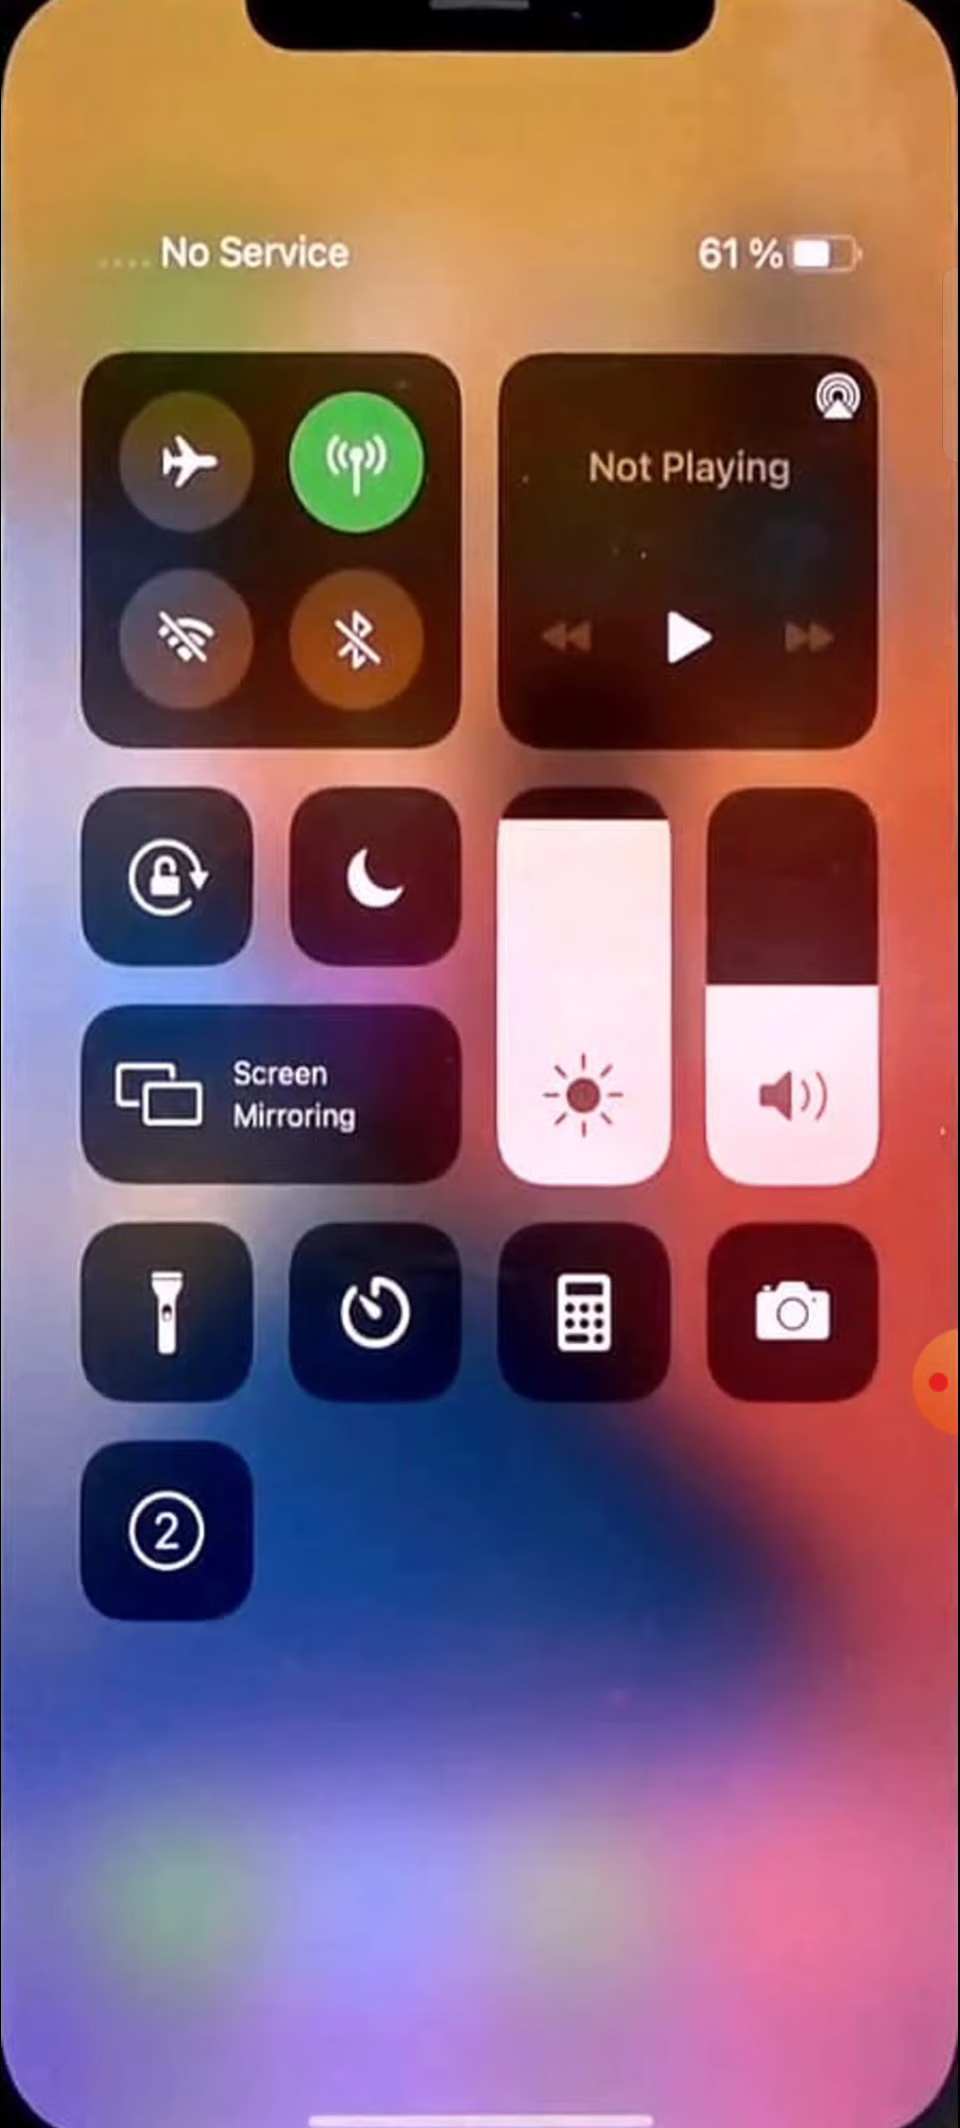 No Service
61 %
Not Playing
Screen
Mirroring
2